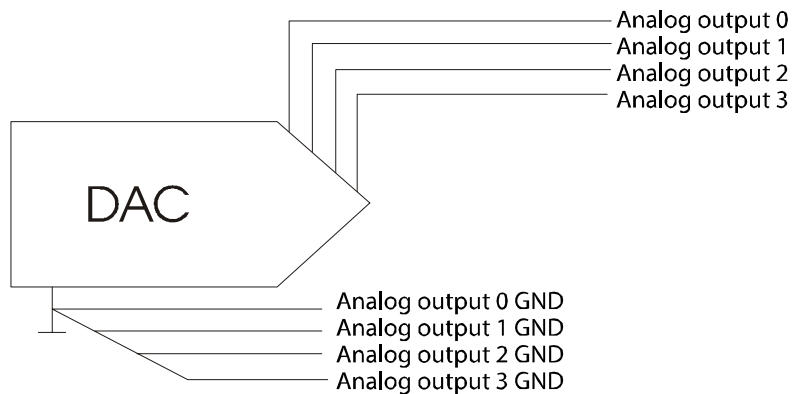 Analog output 0
Analog output 1
Analog output 2
Analog output 3
DAC
Analog output 0 GND
Analog output 1 GND
Analog output 2 GND
Analog output 3 GND